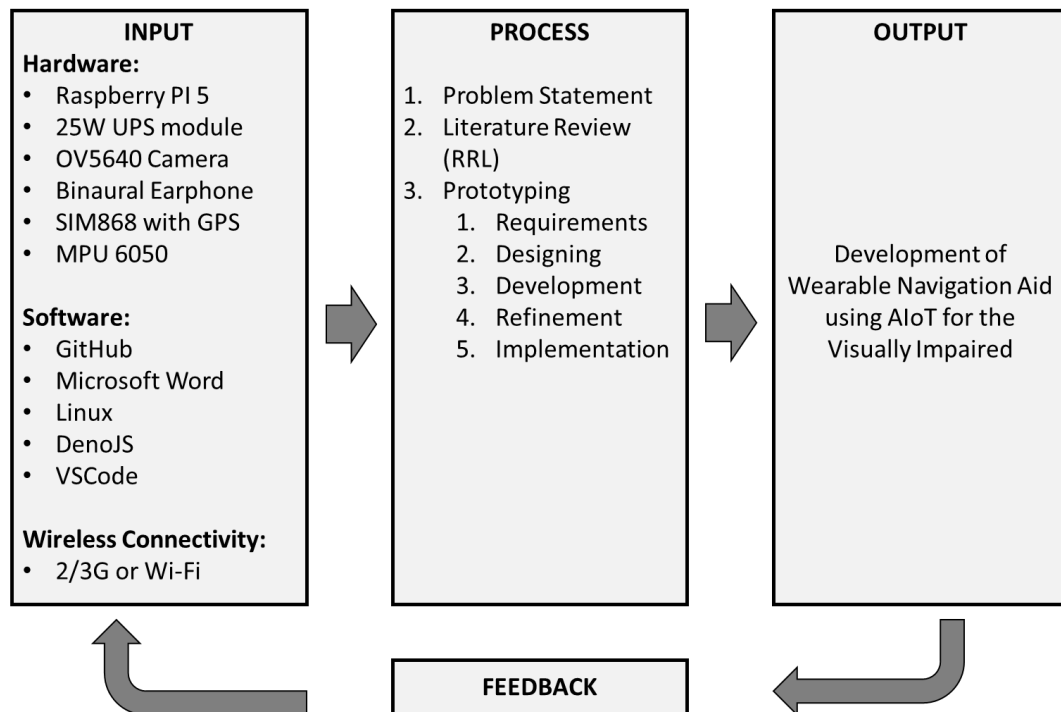 INPUT
Hardware:
• Raspberry PI 5
• 25W UPS module
• OV5640 Camera
• Binaural Earphone
• SIM868 with GPS
• MPU 6050
Software:
• GitHub
• Microsoft Word
• Linux
• DenoJS
• VSCode
Wireless Connectivity:
• 2/3G or Wi-Fi
PROCESS
1. Problem Statement
2. Literature Review
(RRL)
3. Prototyping
1. Requirements
2. Designing
3. Development
4. Refinement
5. Implementation
OUTPUT
Development of
Wearable Navigation Aid
using AIoT for the
Visually Impaired
FEEDBACK